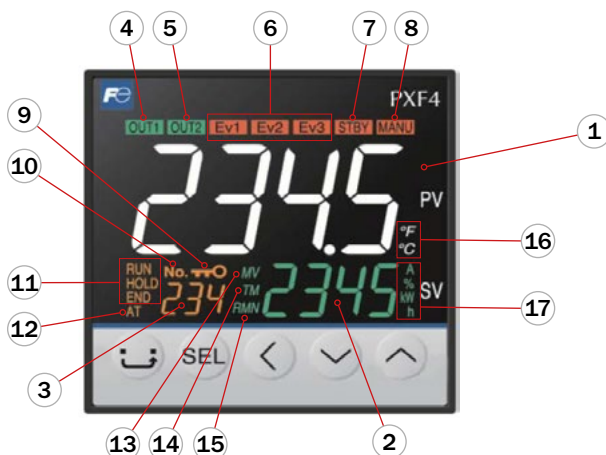 4 5 6 7 8
Fe PXF4
9 OUT1 OUT2 Ev1 Ev2 Ev3 STBY MANU
1
10 234.5 PV
°F
°C 16
11 RUN No. MV A
HOLD 234 TM 2345 % SV
END RMN kW 17
12 AT h
3 SEL
13 14 15 2